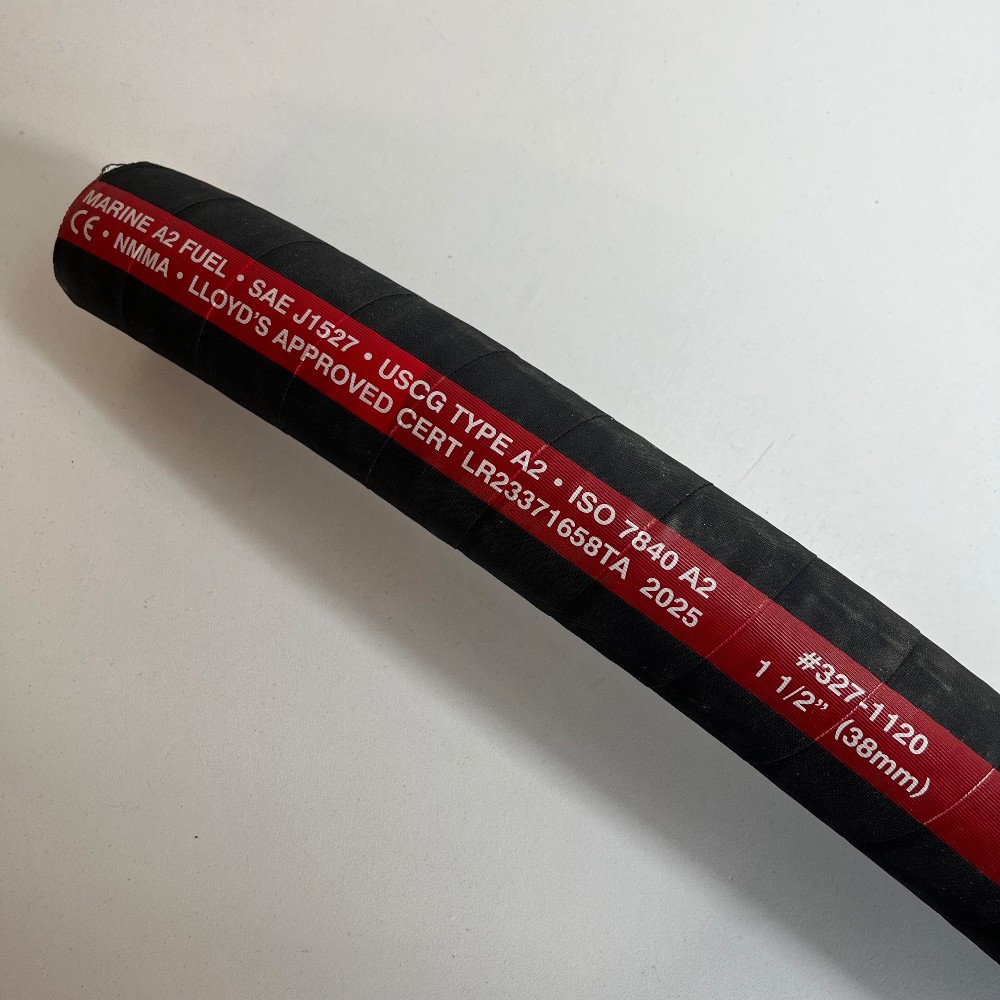 MARINE A2 FUEL • SAE J1527 • USCG TYPE A2 • ISO 7840 A2 #327-1120
CE • NMMA • LLOYD'S APPROVED CERT LR23371658TA 2025 1 1/2” (38mm)